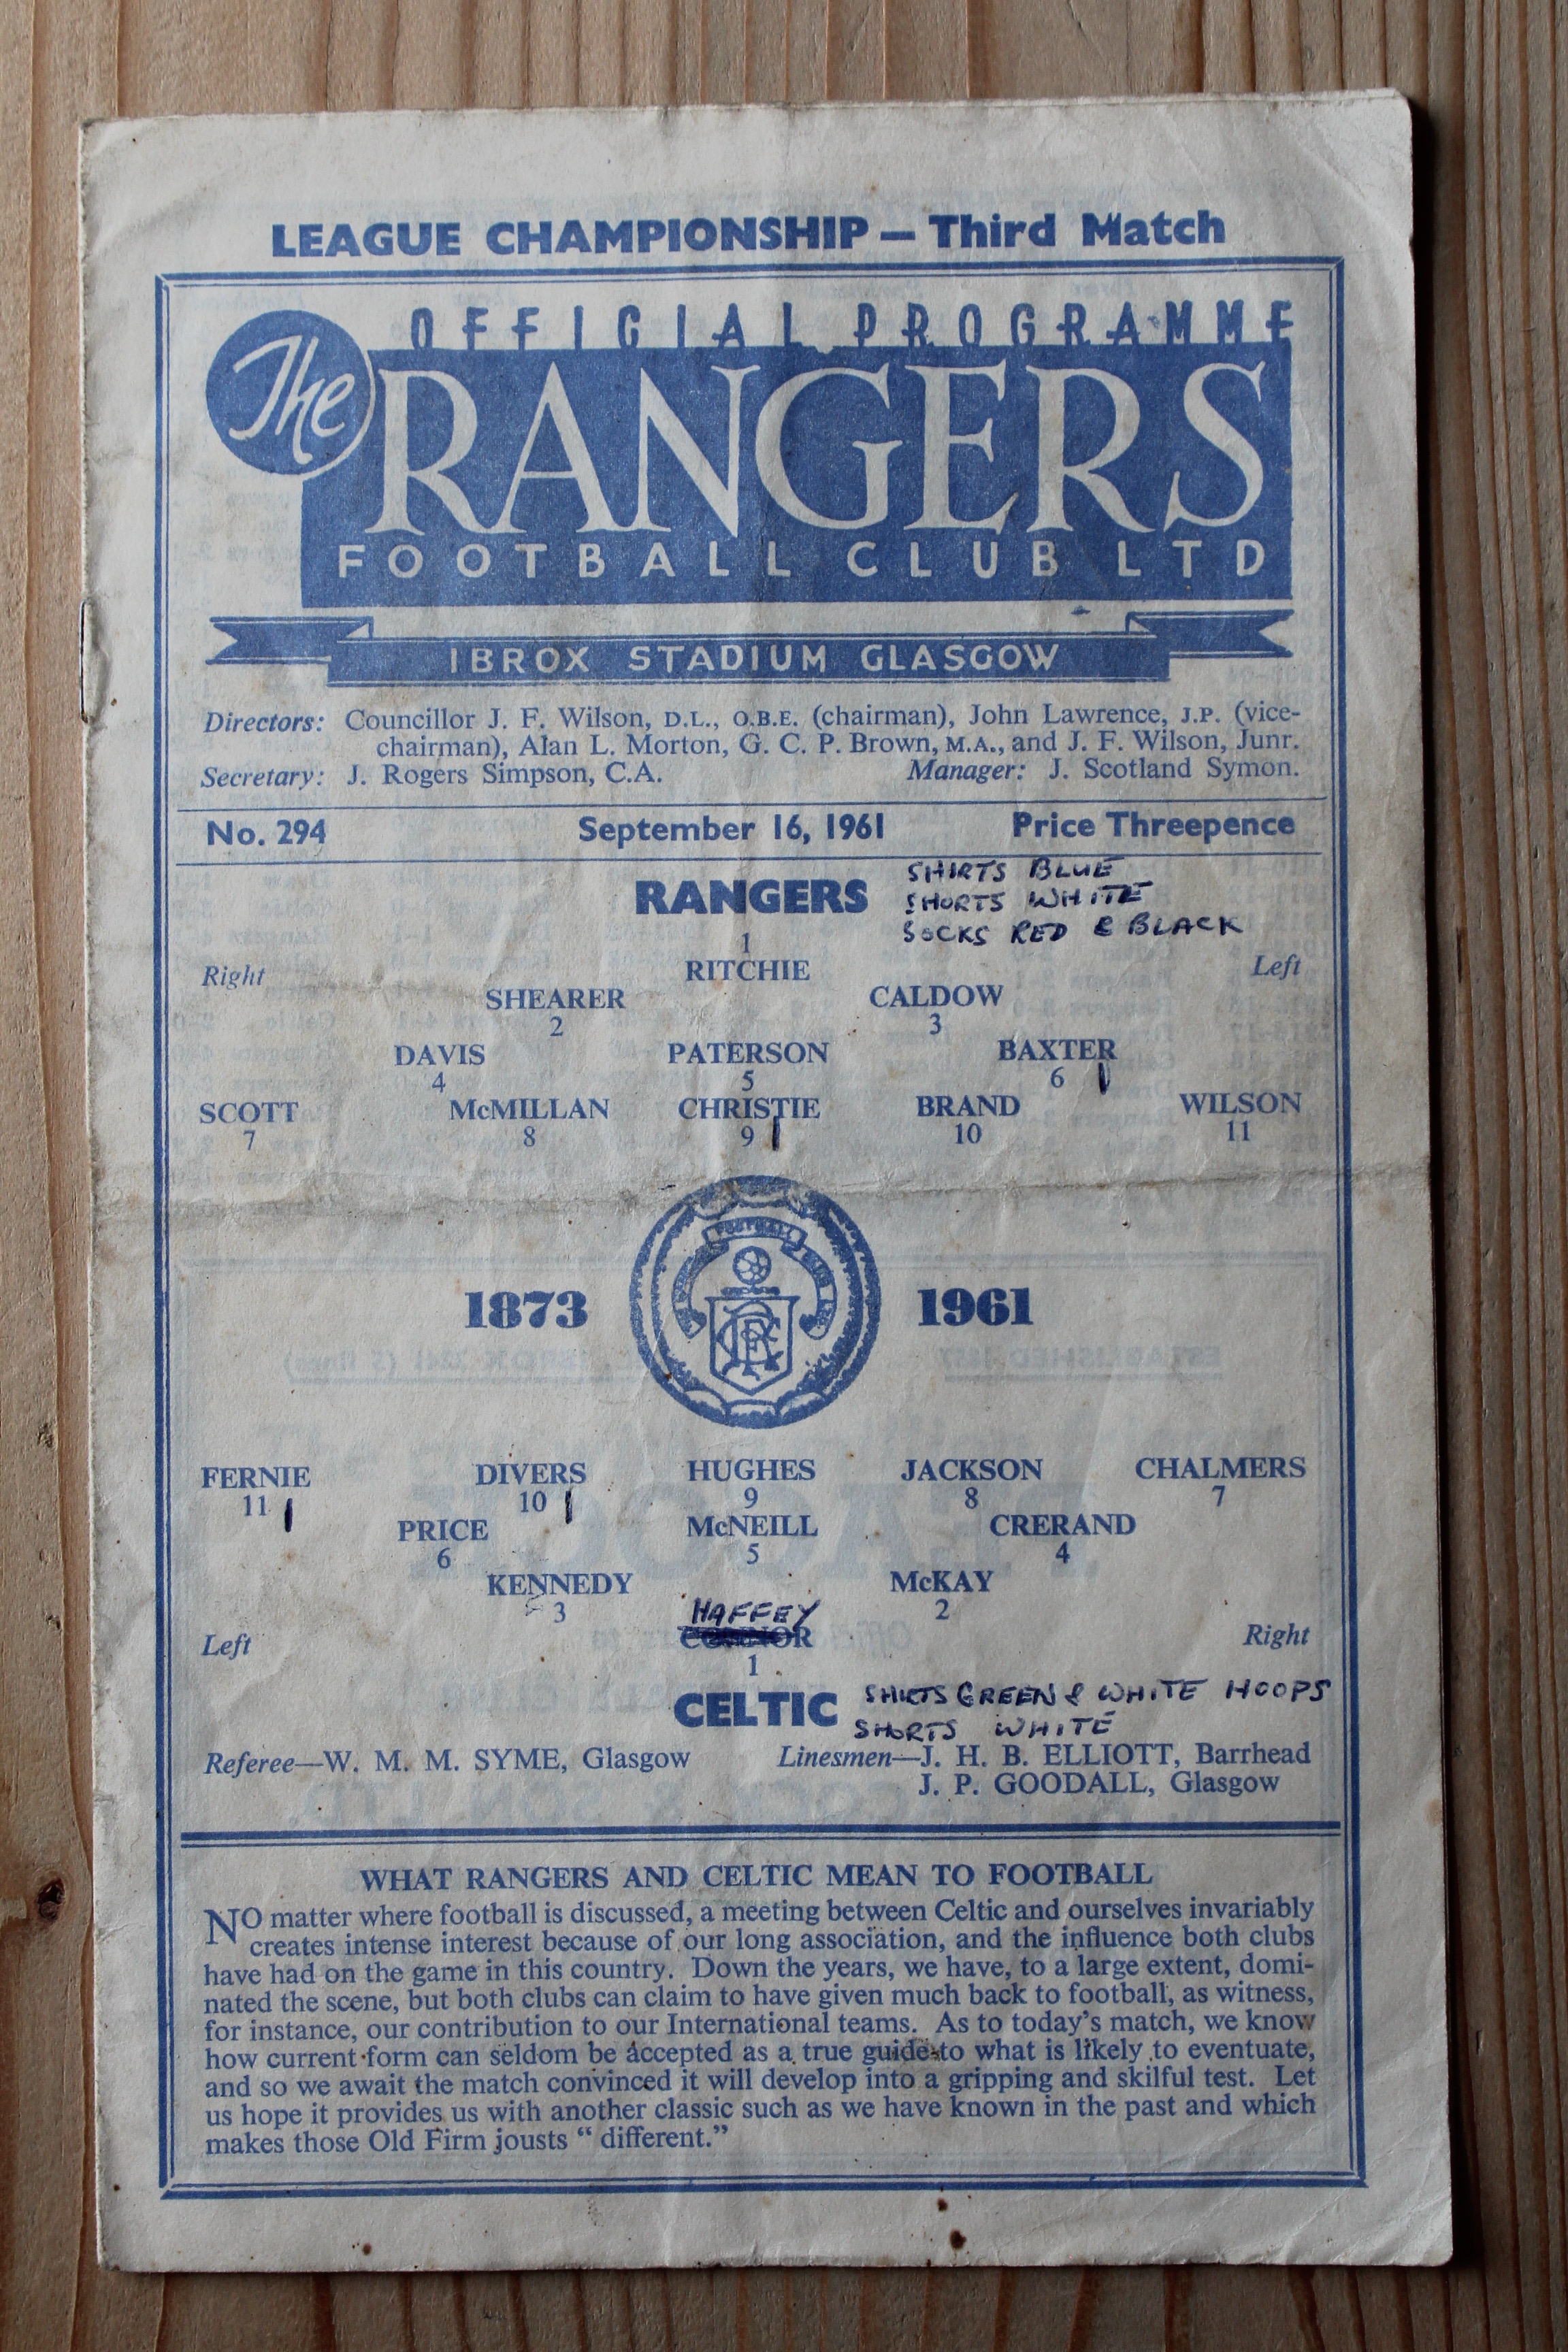 LEAGUE CHAMPIONSHIP — Third Match
OFFICIAL PROGRAMME
The RANGERS
FOOTBALL CLUB LTD
IBROX STADIUM GLASGOW
Directors: Councillor J. F. Wilson, D.L., O.B.E. (chairman), John Lawrence, J.P. (vice-
chairman), Alan L. Morton, G. C. P. Brown, M.A., and J. F. Wilson, Junr.
Secretary: J. Rogers Simpson, C.A. Manager: J. Scotland Symon.
No. 294 September 16, 1961 Price Threepence
SHIRTS BLUE
RANGERS SHORTS WHITE
SOCKS RED & BLACK
1
Right RITCHIE Left
SHEARER CALDOW
2 3
DAVIS PATERSON BAXTER
4 5 6 1
SCOTT McMILLAN CHRISTIE BRAND WILSON
7 8 9 1 10 11
FOOTBALL
1873 1961
FERNIE DIVERS HUGHES JACKSON CHALMERS
11 1 10 1 9 8 7
PRICE McNEILL CRERAND
6 5 4
KENNEDY McKAY
3 2
HAFFEY
Left CONNOR Right
1
CELTIC SHIRTS GREEN & WHITE HOOPS
SHORTS WHITE
Referee—W. M. M. SYME, Glasgow Linesmen—J. H. B. ELLIOTT, Barrhead
J. P. GOODALL, Glasgow
WHAT RANGERS AND CELTIC MEAN TO FOOTBALL
NO matter where football is discussed, a meeting between Celtic and ourselves invariably
creates intense interest because of our long association, and the influence both clubs
have had on the game in this country. Down the years, we have, to a large extent, domi-
nated the scene, but both clubs can claim to have given much back to football, as witness,
for instance, our contribution to our International teams. As to today's match, we know
how current form can seldom be accepted as a true guide to what is likely to eventuate,
and so we await the match convinced it will develop into a gripping and skilful test. Let
us hope it provides us with another classic such as we have known in the past and which
makes those Old Firm jousts "different."